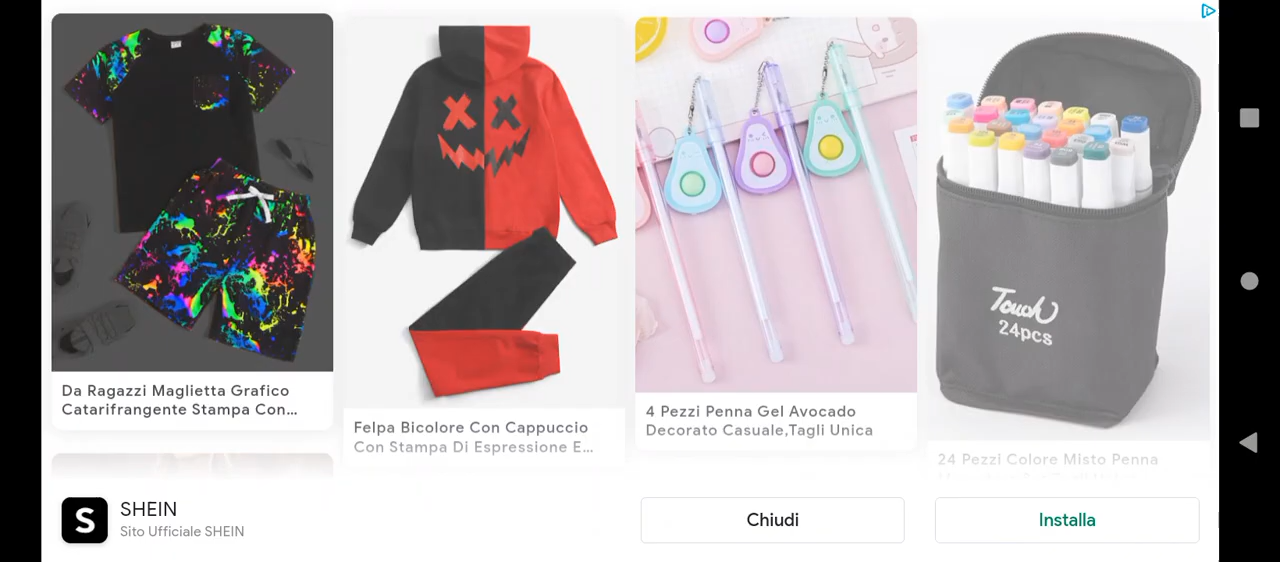 Da Ragazzi Maglietta Grafico
Catarifrangente Stampa Con...
Felpa Bicolore Con Cappuccio
Con Stampa Di Espressione E...
4 Pezzi Penna Gel Avocado
Decorato Casuale,Tagli Unica
Touch
24pcs
24 Pezzi Colore Misto Penna
S
SHEIN
Sito Ufficiale SHEIN
Chiudi
Installa